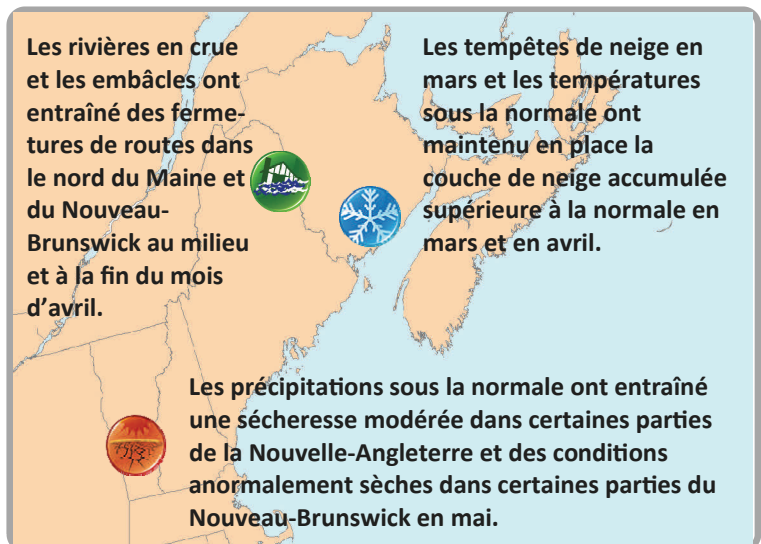 Les rivières en crue
et les embâcles ont
entraîné des ferme-
tures de routes dans
le nord du Maine et
du Nouveau-
Brunswick au milieu
et à la fin du mois
d’avril.
Les tempêtes de neige en
mars et les températures
sous la normale ont
maintenu en place la
couche de neige accumulée
supérieure à la normale en
mars et en avril.
Les précipitations sous la normale ont entraîné
une sécheresse modérée dans certaines parties
de la Nouvelle-Angleterre et des conditions
anormalement sèches dans certaines parties du
Nouveau-Brunswick en mai.